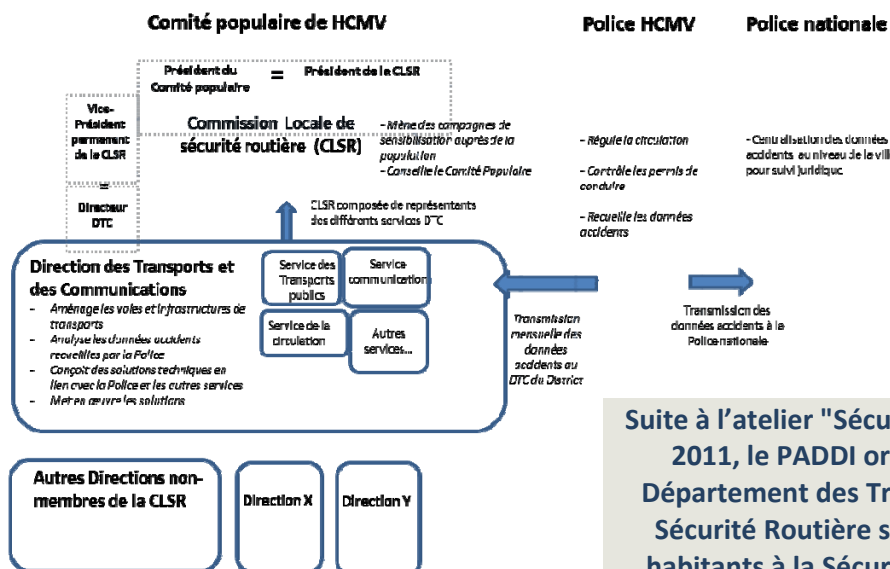 Comité populaire de HCMV
Police HCMV
Police nationale
Président du
Comité populaire
=
Président de la CLSR
Vice-
Président
permanent
de la CLSR
=
Directeur
DTC
Commission Locale de
sécurité routière (CLSR)
- Mène des campagnes de
sensibilisation auprès de la
population
- Conseille le Comité Populaire
- Régule la circulation
- Contrôle les permis de
conduire
- Recueille les données
accidents
- Centralisation des données
accidents au niveau de la ville
pour suivi juridique
CLSR composée de représentants
des différents services DTC
Direction des Transports et
des Communications
- Aménage les voies et infrastructures de
transports
- Analyse les données accidents
recueillies par la Police
- Conçoit des solutions techniques en
lien avec la Police et les autres services
- Met en œuvre les solutions
Service des
Transports
publics
Service
communication
Service de la
circulation
Autres
services...
Transmission
mensuelle des
données
accidents au
DTC du District
Transmission des
données accidents à la
Police nationale
Autres Directions non-
membres de la CLSR
Direction X
Direction Y
Suite à l'atelier "Sécu
2011, le PADDI or
Département des Tr
Sécurité Routière s
habitants à la Sécur